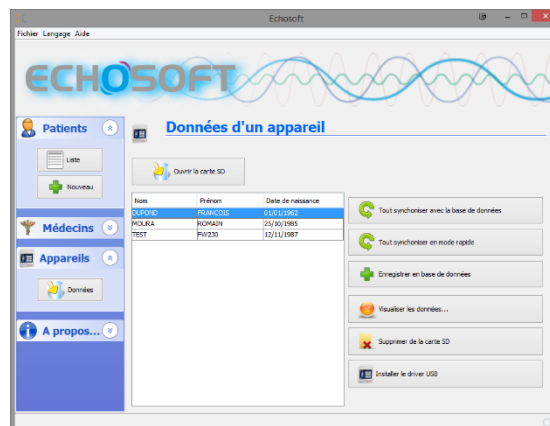 Echosoft
Fichier Langage Aide
ECHOSOFT
Patients
Liste
Nouveau
Médecins
Appareils
Données
A propos...
Données d'un appareil
Ouvrir la carte SD
Nom Prénom Date de naissance
DUPOND FRANCOIS 01/01/1962
MOURA ROMAIN 25/10/1985
TEST FW230 12/11/1987
Tout synchoniser avec la base de données
Tout synchoniser en mode rapide
Enregistrer en base de données
Visualiser les données...
Supprimer de la carte SD
Installer le driver USB